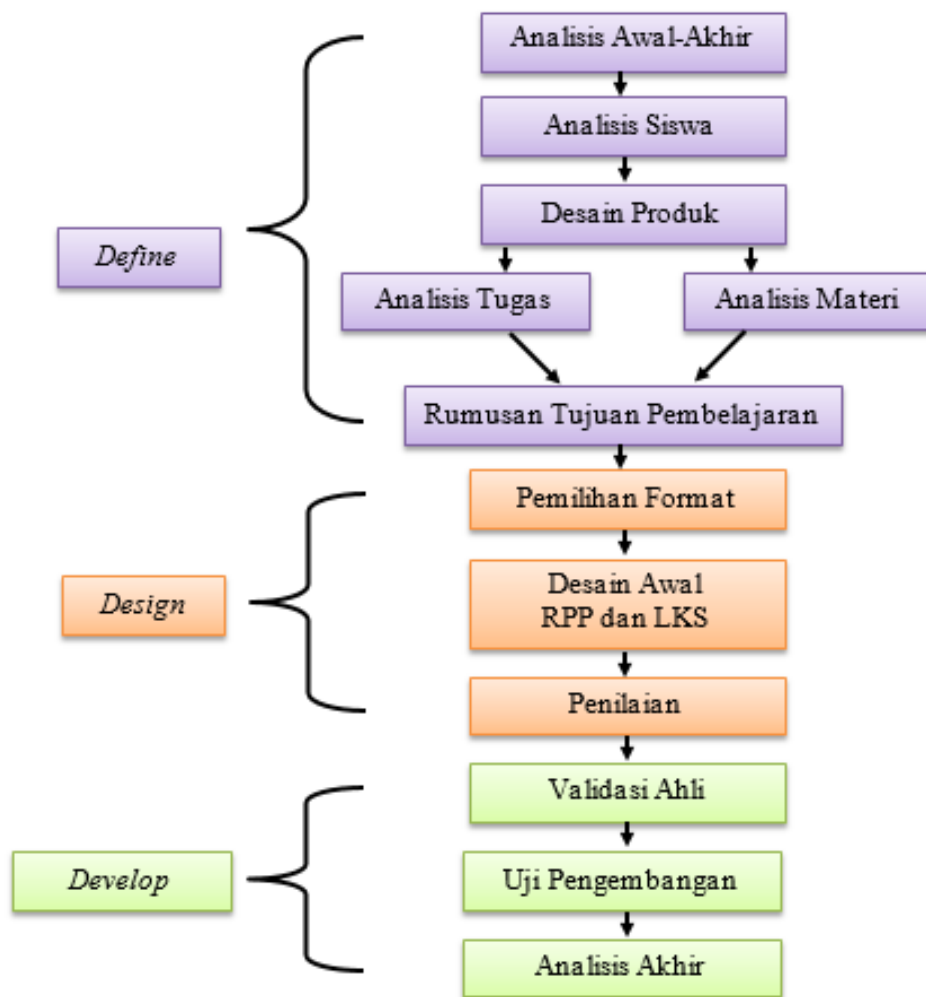 Analisis Awal-Akhir
Analisis Siswa
Desain Produk
Define
Analisis Tugas
Analisis Materi
Rumusan Tujuan Pembelajaran
Pemilihan Format
Design
Desain Awal
RPP dan LKS
Penilaian
Validasi Ahli
Develop
Uji Pengembangan
Analisis Akhir